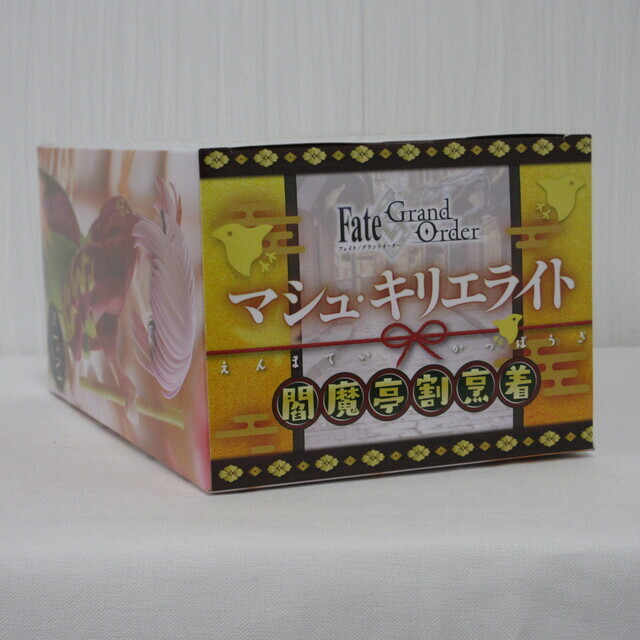 Fate Grand Order
フェイト/グランドオーダー
マシュ・キリエライト
えんまていかっぽうぎ
閻魔亭割烹着